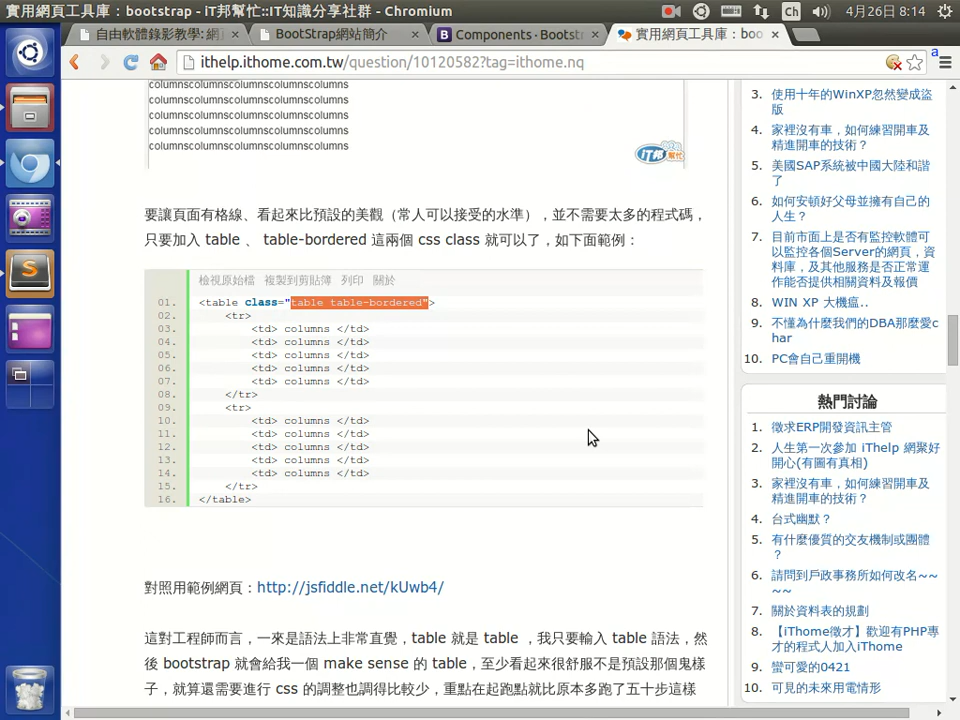 實用網頁工具庫：bootstrap - iT邦幫忙::IT知識分享社群 - Chromium
Ch
4月26日 8:14
自由軟體錄影教學:網
BootStrap網站簡介
Components · Bootst
實用網頁工具庫：boo
ithelp.ithome.com.tw/question/10120582?tag=ithome.nq
a
columnscolumnscolumnscolumnscolumns
columnscolumnscolumnscolumnscolumns
columnscolumnscolumnscolumnscolumns
columnscolumnscolumnscolumnscolumns
columnscolumnscolumnscolumnscolumns
iT邦幫忙
要讓頁面有格線、看起來比預設的美觀（常人可以接受的水準），並不需要太多的程式碼，
只要加入 table 、 table-bordered 這兩個 css class 就可以了，如下面範例：
檢視原始檔 複製到剪貼簿 列印 關於
01. <table class="table table-bordered">
02. <tr>
03. <td> columns </td>
04. <td> columns </td>
05. <td> columns </td>
06. <td> columns </td>
07. <td> columns </td>
08. </tr>
09. <tr>
10. <td> columns </td>
11. <td> columns </td>
12. <td> columns </td>
13. <td> columns </td>
14. <td> columns </td>
15. </tr>
16. </table>
對照用範例網頁：http://jsfiddle.net/kUwb4/
這對工程師而言，一來是語法上非常直覺，table 就是 table ，我只要輸入 table 語法，然
後 bootstrap 就會給我一個 make sense 的 table，至少看起來很舒服不是預設那個鬼樣
子，就算還需要進行 css 的調整也調得比較少，重點在起跑點就比原本多跑了五十步這樣
3. 使用十年的WinXP忽然變成盜
版
4. 家裡沒有車，如何練習開車及
精進開車的技術？
5. 美國SAP系統被中國大陸和諧
了
6. 如何安頓好父母並擁有自己的
人生？
7. 目前市面上是否有監控軟體可
以監控各個Server的網頁，資
料庫，及其他服務是否正常運
作能否提供相關資料及報價
8. WIN XP 大機瘟..
9. 不懂為什麼我們的DBA那麼愛c
har
10. PC會自己重開機
熱門討論
1. 徵求ERP開發資訊主管
2. 人生第一次參加 iThelp 網聚好
開心(有圖有真相)
3. 家裡沒有車，如何練習開車及
精進開車的技術？
4. 台式幽默？
5. 有什麼優質的交友機制或團體
？
6. 請問到戶政事務所如何改名~~
~~
7. 關於資料表的規劃
8. 【iThome徵才】歡迎有PHP專
才的程式人加入iThome
9. 蠻可愛的0421
10. 可見的未來用電情形